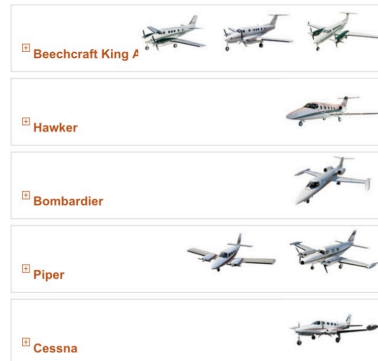 Beechcraft King A
Hawker
Bombardier
Piper
Cessna